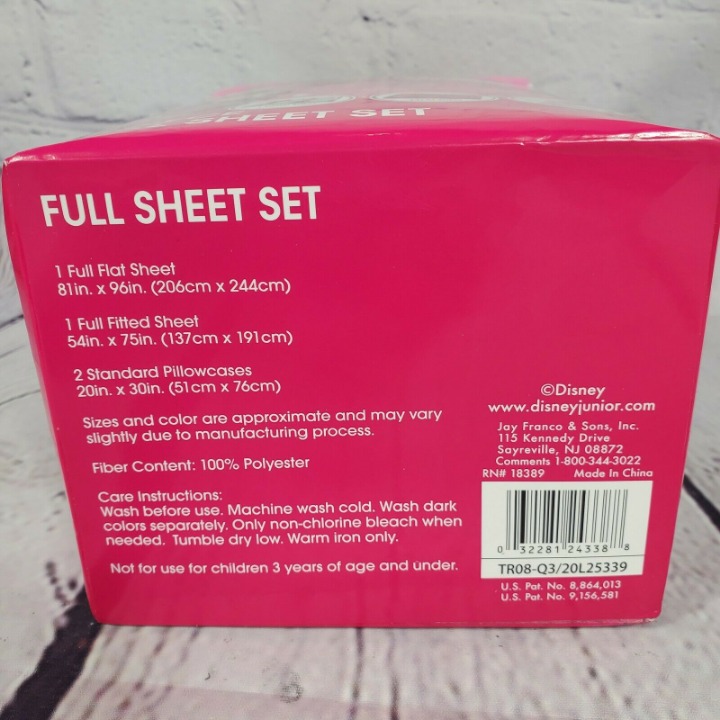 SHEET SET
FULL SHEET SET
1 Full Flat Sheet
81in. x 96in. (206cm x 244cm)
1 Full Fitted Sheet
54in. x 75in. (137cm x 191cm)
2 Standard Pillowcases
20in. x 30in. (51cm x 76cm)
Sizes and color are approximate and may vary
slightly due to manufacturing process.
Fiber Content: 100% Polyester
Care Instructions:
Wash before use. Machine wash cold. Wash dark
colors separately. Only non-chlorine bleach when
needed. Tumble dry low. Warm iron only.
Not for use for children 3 years of age and under.
©Disney
www.disneyjunior.com
Jay Franco & Sons, Inc.
115 Kennedy Drive
Sayreville, NJ 08872
Comments 1-800-344-3022
RN# 18389 Made In China
0 32281 24338 8
TR08-Q3/20L25339
U.S. Pat. No. 8,864,013
U.S. Pat. No. 9,156,581